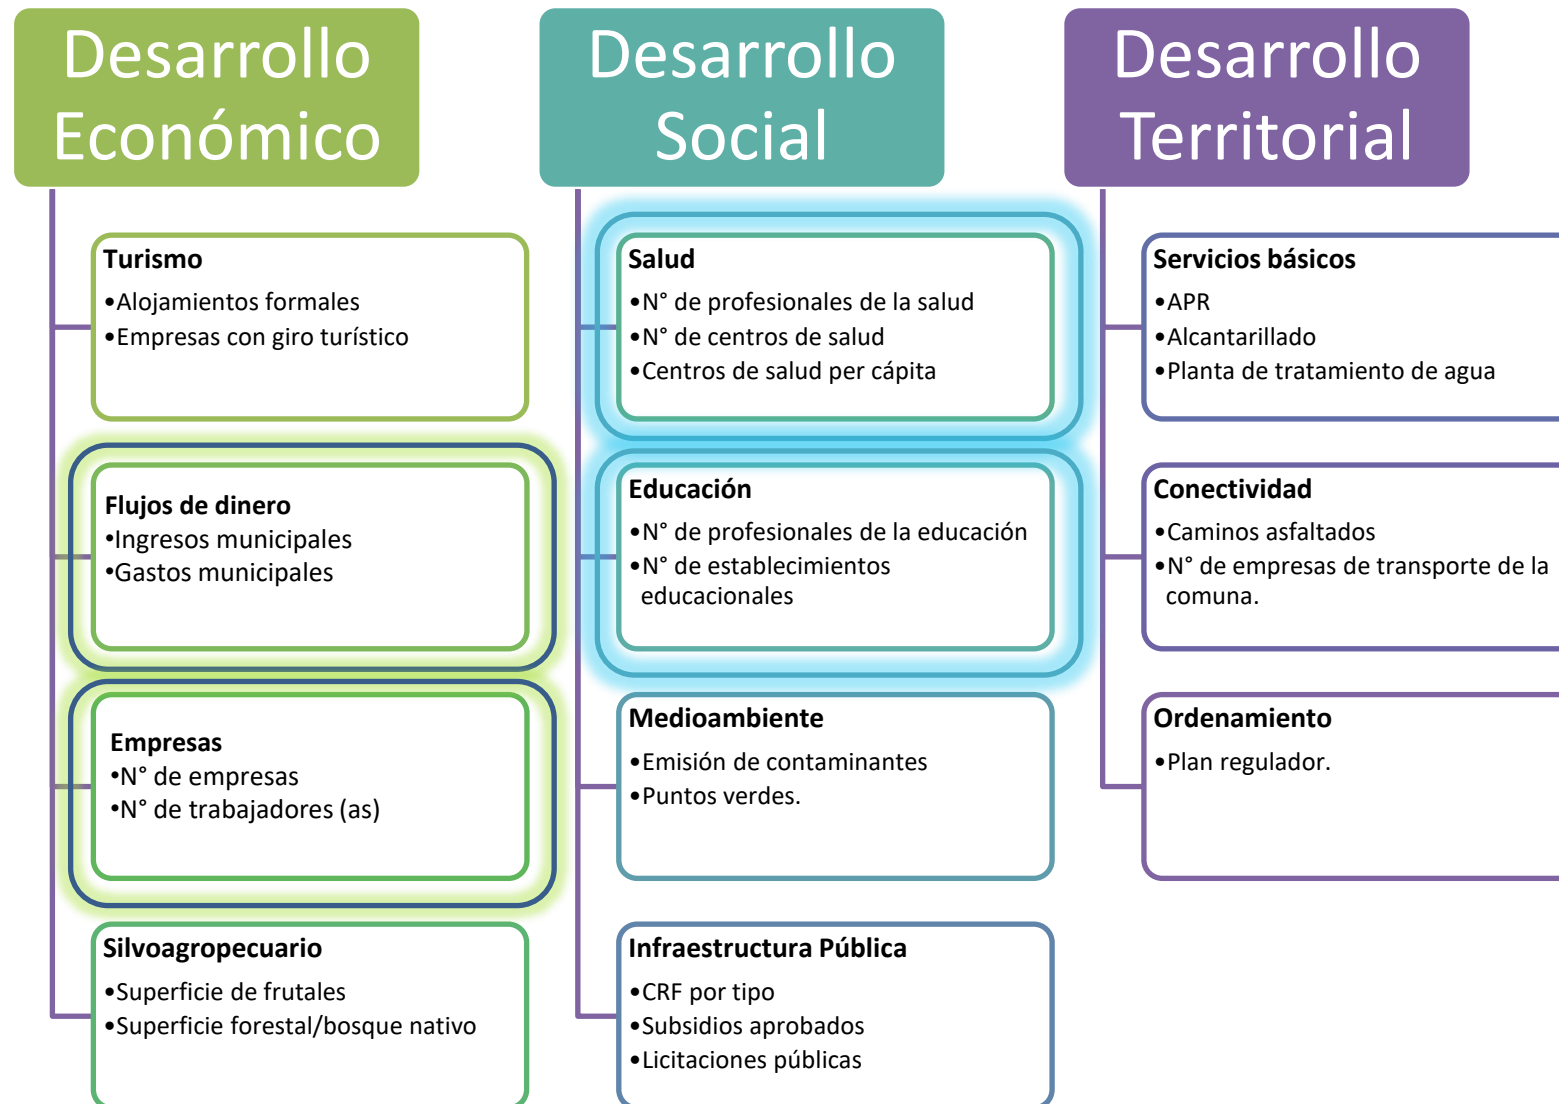 Desarrollo
Económico
Turismo
•Alojamientos formales
•Empresas con giro turístico
Flujos de dinero
•Ingresos municipales
•Gastos municipales
Empresas
•N° de empresas
•N° de trabajadores (as)
Silvoagropecuario
•Superficie de frutales
•Superficie forestal/bosque nativo
Desarrollo
Social
Salud
•N° de profesionales de la salud
•N° de centros de salud
•Centros de salud per cápita
Educación
•N° de profesionales de la educación
•N° de establecimientos
educacionales
Medioambiente
•Emisión de contaminantes
•Puntos verdes.
Infraestructura Pública
•CRF por tipo
•Subsidios aprobados
•Licitaciones públicas
Desarrollo
Territorial
Servicios básicos
•APR
•Alcantarillado
•Planta de tratamiento de agua
Conectividad
•Caminos asfaltados
•N° de empresas de transporte de la
comuna.
Ordenamiento
•Plan regulador.